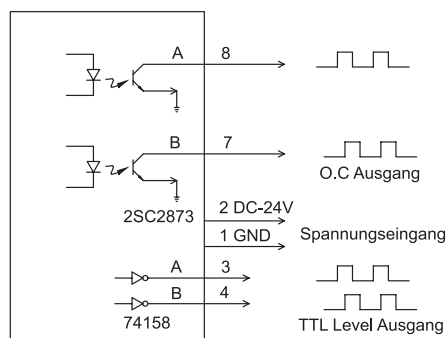 A 8
B 7
O.C Ausgang
2SC2873
2 DC-24V
1 GND
Spannungseingang
A 3
B 4
74158
TTL Level Ausgang